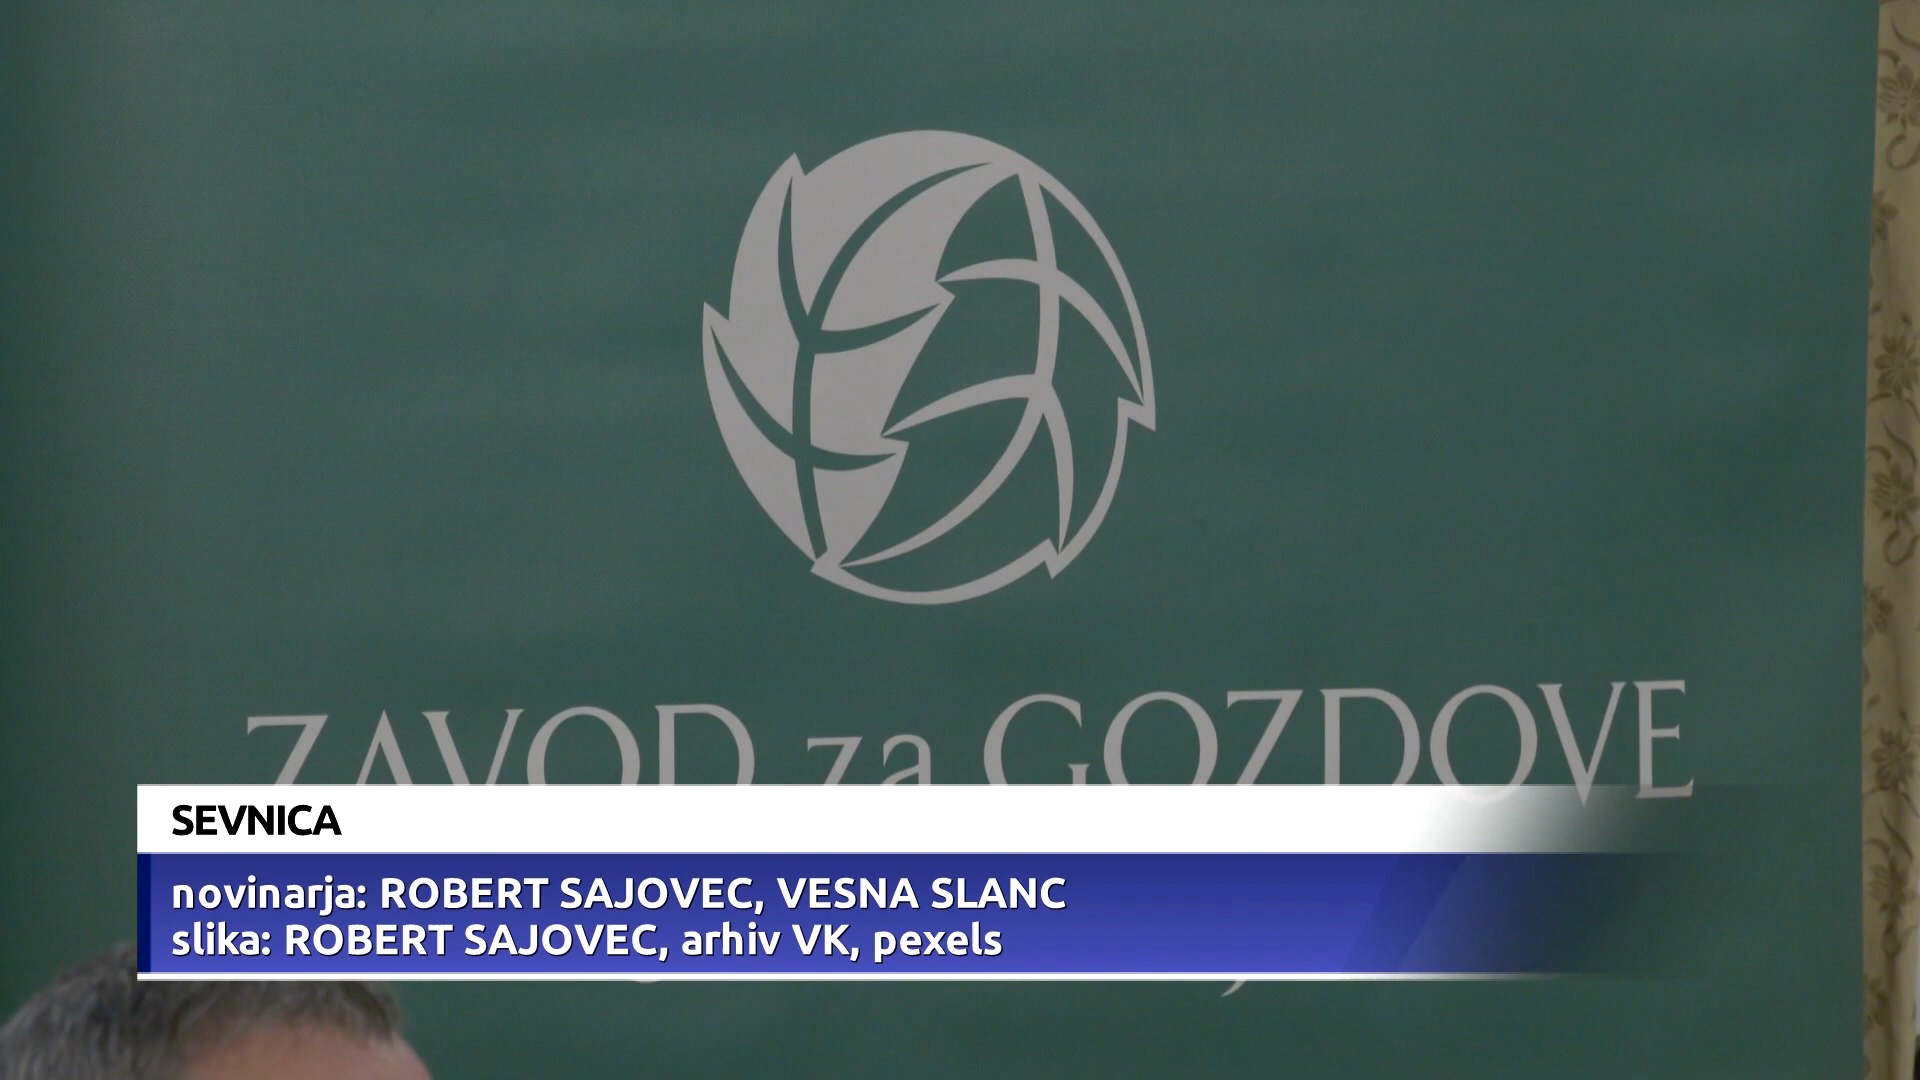 ZAVOD za GOZDOVE
SEVNICA
novinarja: ROBERT SAJOVEC, VESNA SLANC
slika: ROBERT SAJOVEC, arhiv VK, pexels